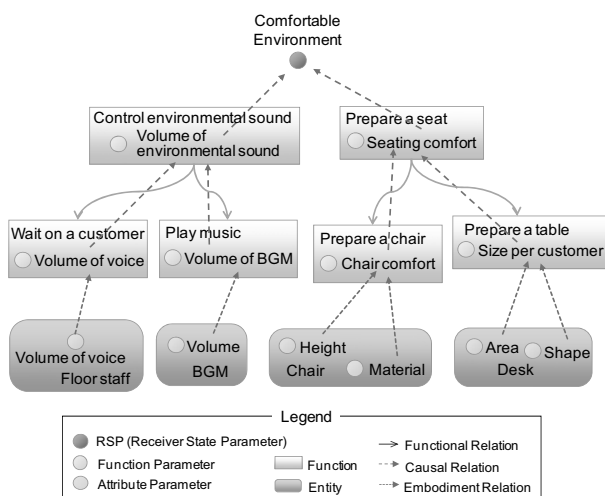 Comfortable
Environment
Control environmental sound
Volume of
environmental sound
Prepare a seat
Seating comfort
Wait on a customer
Volume of voice
Play music
Volume of BGM
Prepare a chair
Chair comfort
Prepare a table
Size per customer
Volume of voice
Floor staff
Volume
BGM
Height
Chair
Material
Area
Shape
Desk
Legend
RSP (Receiver State Parameter)
Function Parameter
Attribute Parameter
Function
Entity
Functional Relation
Causal Relation
Embodiment Relation